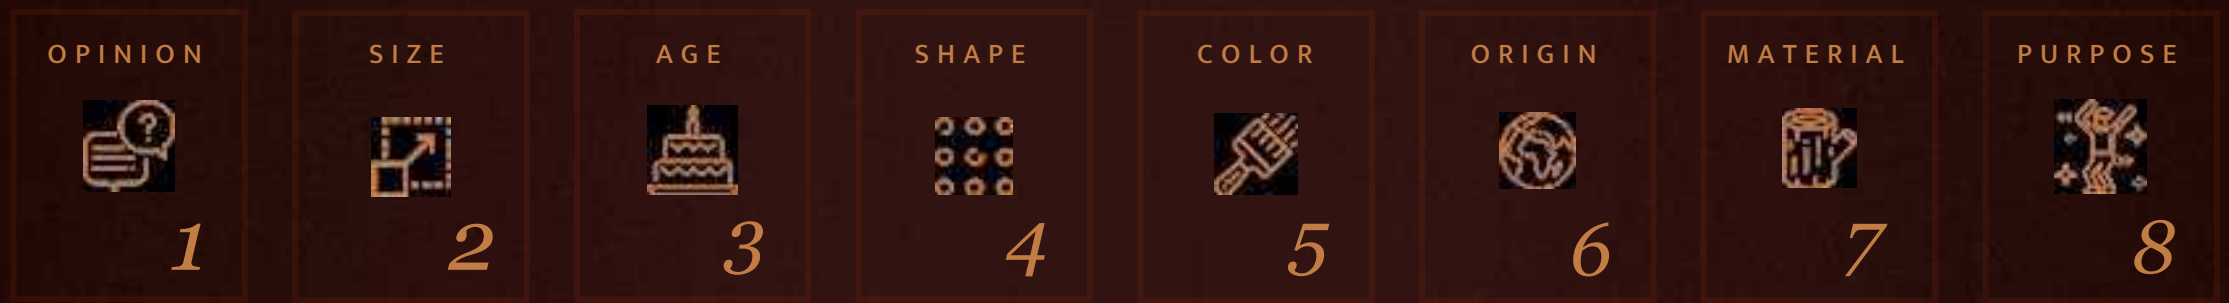 OPINION
1
SIZE
2
AGE
3
SHAPE
4
COLOR
5
ORIGIN
6
MATERIAL
7
PURPOSE
8